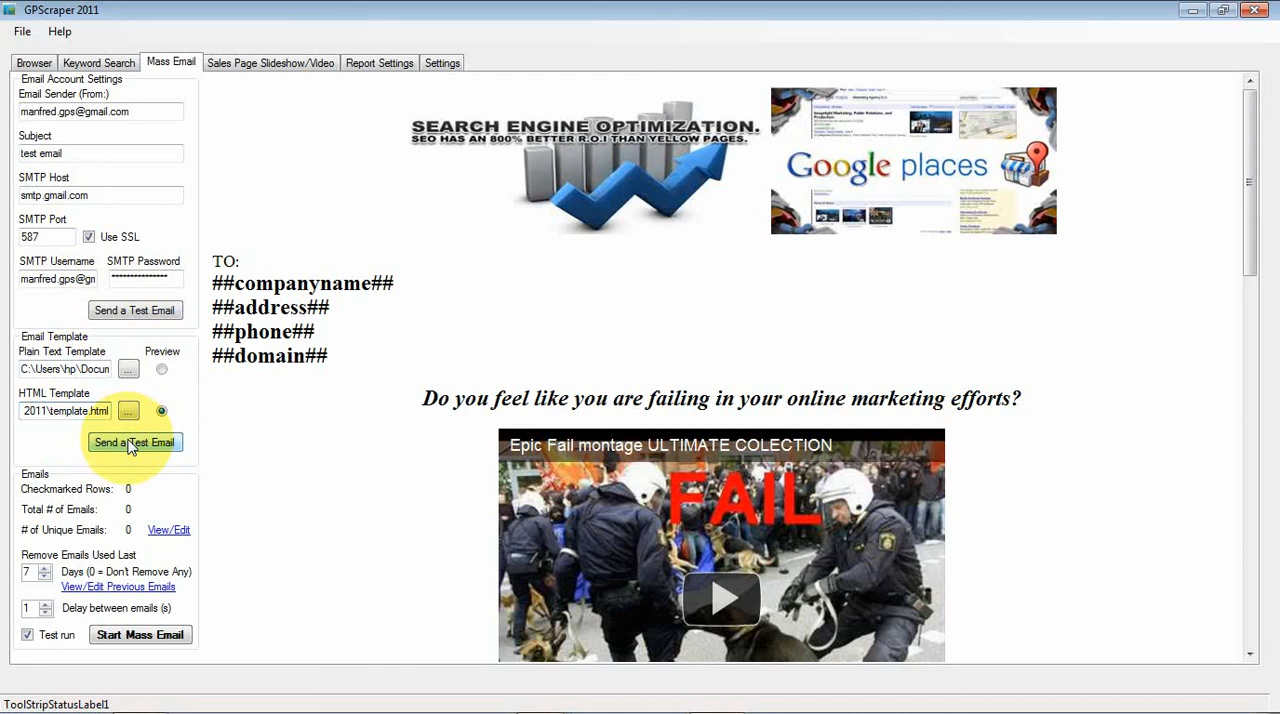 GPScraper 2011
File Help
Browser Keyword Search Mass Email Sales Page Slideshow/Video Report Settings Settings
Email Account Settings
Email Sender (From:)
manfred.gps@gmail.com
Subject
test email
SMTP Host
smtp.gmail.com
SMTP Port
587 Use SSL
SMTP Username SMTP Password
manfred.gps@gm ***************
Send a Test Email
Email Template
Plain Text Template Preview
C:\Users\hp\Docum ...
HTML Template
2011\template.html ...
Send a Test Email
Emails
Checkmarked Rows: 0
Total # of Emails: 0
# of Unique Emails: 0 View/Edit
Remove Emails Used Last
7 Days (0 = Don't Remove Any)
View/Edit Previous Emails
1 Delay between emails (s)
Test run Start Mass Email
SEARCH ENGINE OPTIMIZATION.
SEO HAS AN 800% BETTER R.O.I THAN YELLOW PAGES.
Google places
TO:
##companyname##
##address##
##phone##
##domain##
Do you feel like you are failing in your online marketing efforts?
Epic Fail montage ULTIMATE COLECTION
FAIL
ToolStripStatusLabel1